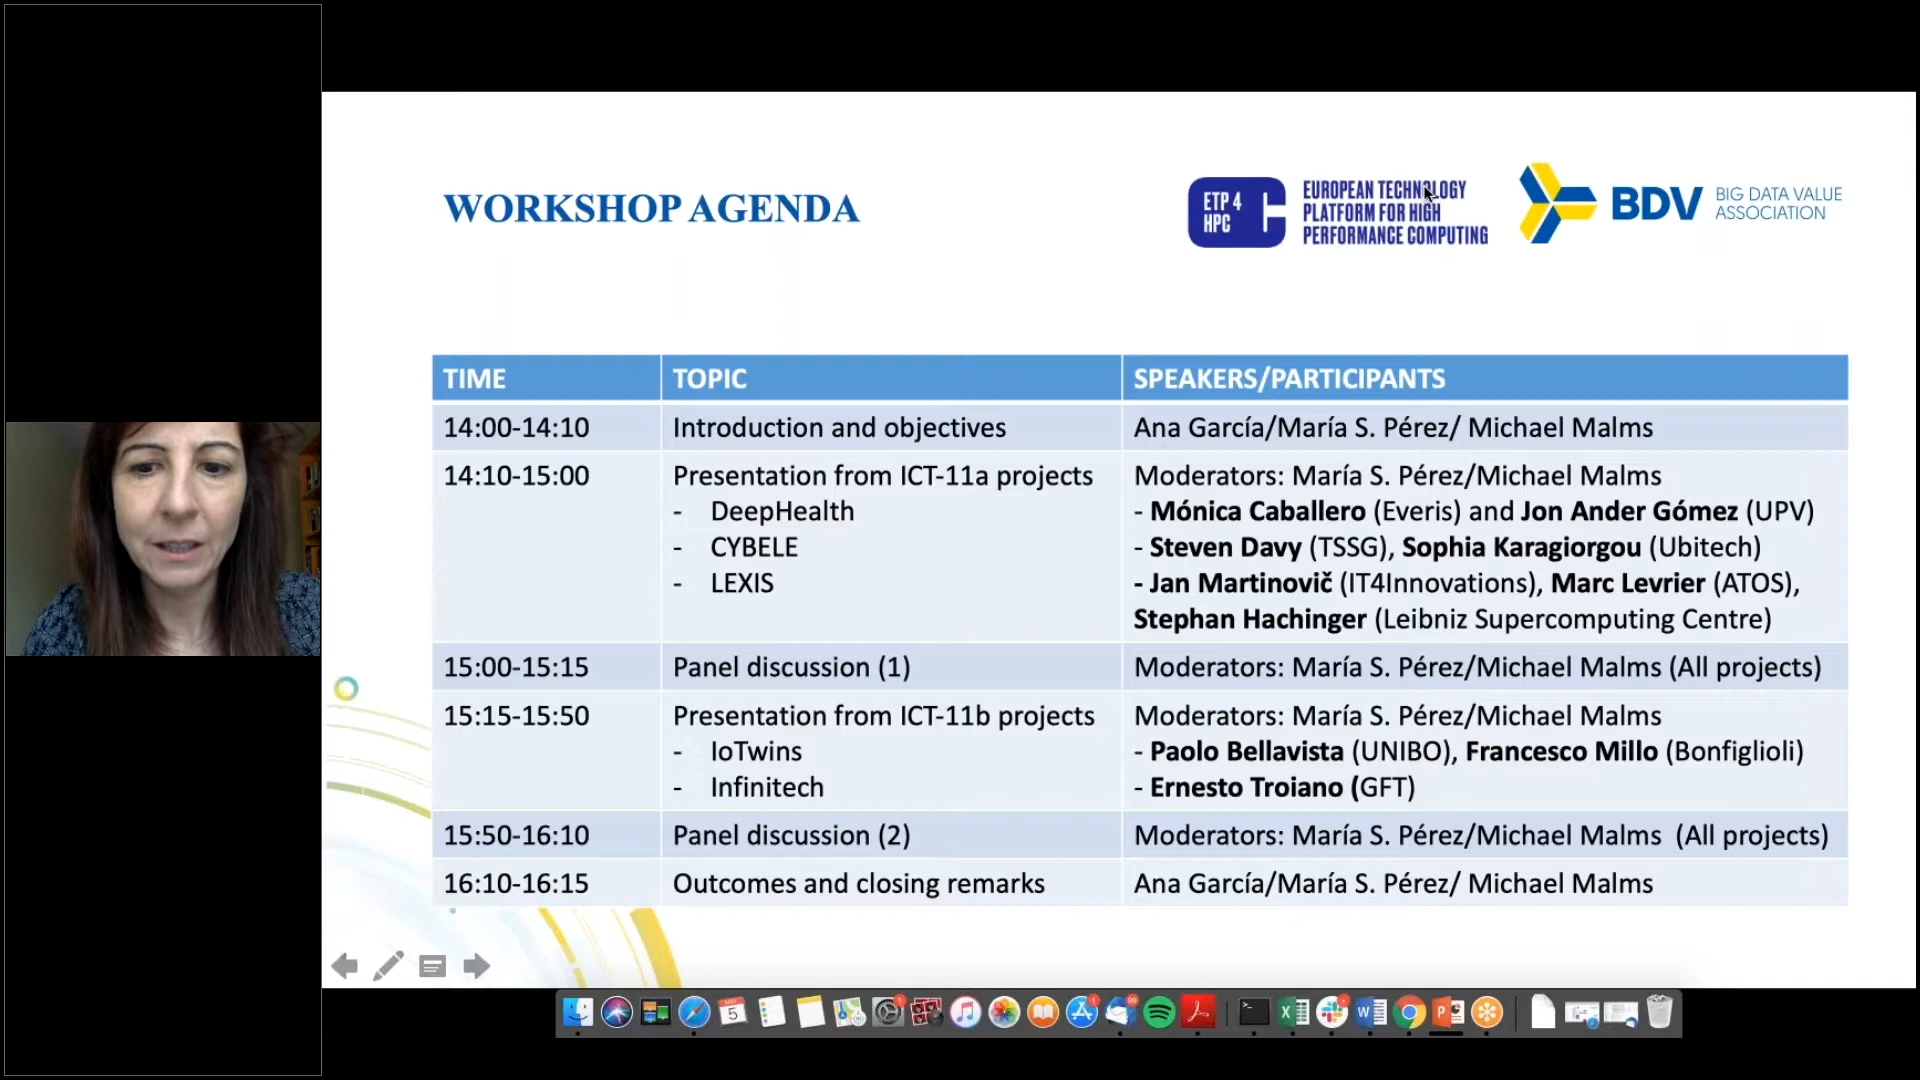 WORKSHOP AGENDA
ETP 4
HPC
EUROPEAN TECHNOLOGY
PLATFORM FOR HIGH
PERFORMANCE COMPUTING
BDV
BIG DATA VALUE
ASSOCIATION
TIME TOPIC SPEAKERS/PARTICIPANTS
14:00-14:10 Introduction and objectives Ana García/María S. Pérez/ Michael Malms
14:10-15:00 Presentation from ICT-11a projects Moderators: María S. Pérez/Michael Malms
- DeepHealth - Mónica Caballero (Everis) and Jon Ander Gómez (UPV)
- CYBELE - Steven Davy (TSSG), Sophia Karagiorgou (Ubitech)
- LEXIS - Jan Martinovič (IT4Innovations), Marc Levrier (ATOS),
Stephan Hachinger (Leibniz Supercomputing Centre)
15:00-15:15 Panel discussion (1) Moderators: María S. Pérez/Michael Malms (All projects)
15:15-15:50 Presentation from ICT-11b projects Moderators: María S. Pérez/Michael Malms
- IoTwins - Paolo Bellavista (UNIBO), Francesco Millo (Bonfiglioli)
- Infinitech - Ernesto Troiano (GFT)
15:50-16:10 Panel discussion (2) Moderators: María S. Pérez/Michael Malms (All projects)
16:10-16:15 Outcomes and closing remarks Ana García/María S. Pérez/ Michael Malms
5